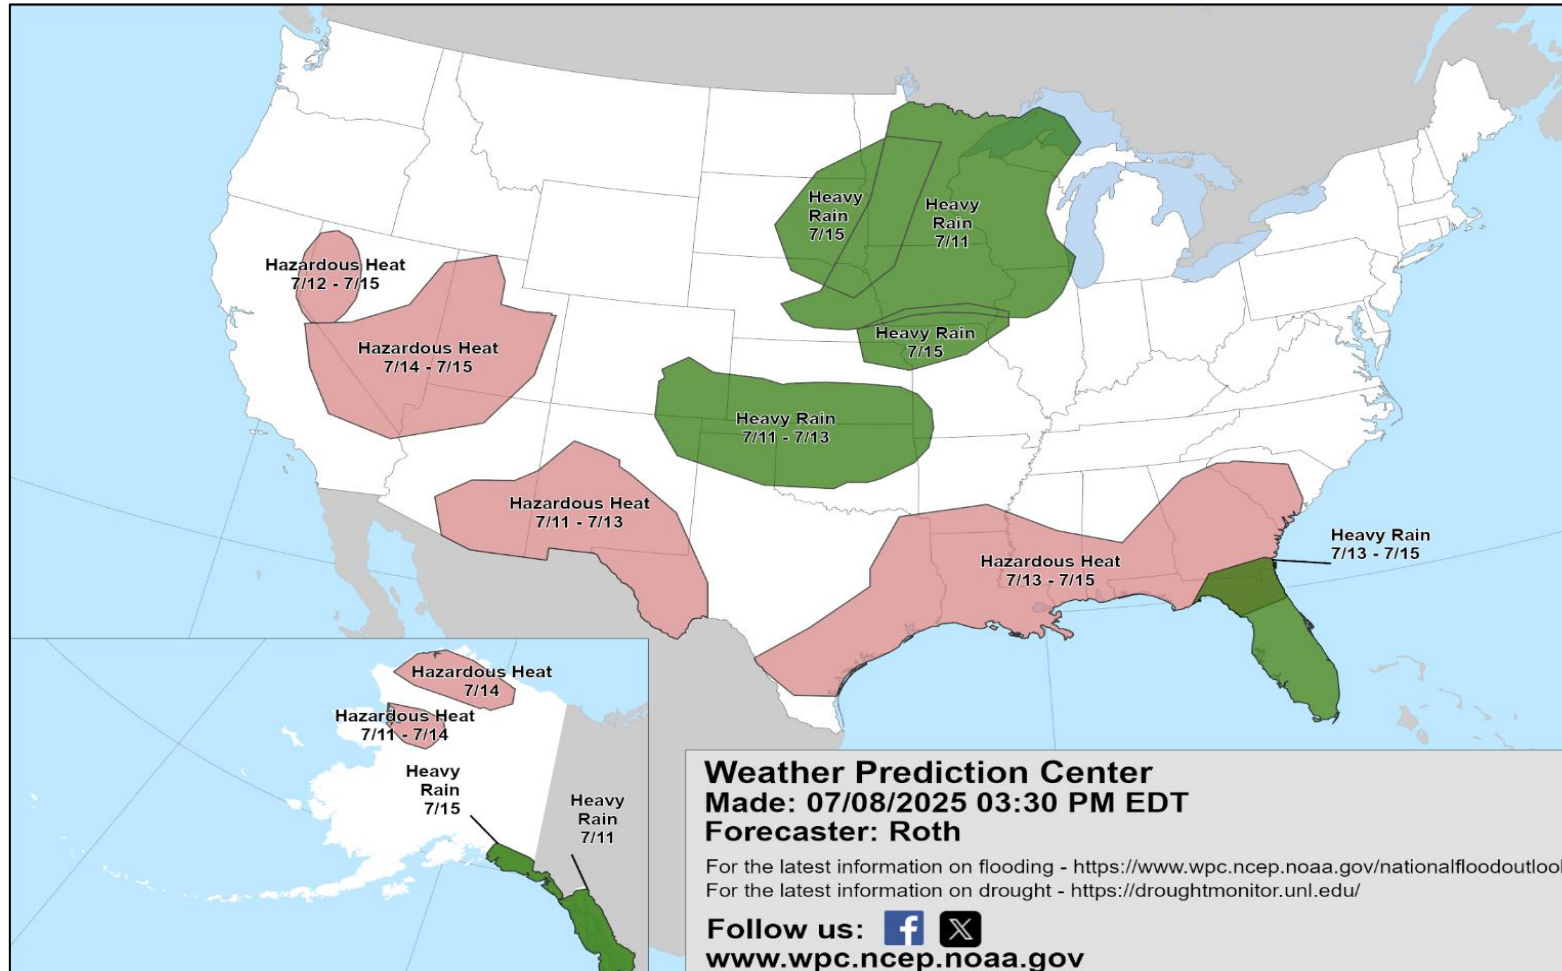 Heavy
Rain
7/15
Heavy
Rain
7/11
Hazardous Heat
7/12 - 7/15
Hazardous Heat
7/14 - 7/15
Heavy Rain
7/15
Heavy Rain
7/11 - 7/13
Hazardous Heat
7/11 - 7/13
Hazardous Heat
7/13 - 7/15
Heavy Rain
7/13 - 7/15
Hazardous Heat
7/14
Hazardous Heat
7/11 - 7/14
Heavy
Rain
7/15
Heavy
Rain
7/11
Weather Prediction Center
Made: 07/08/2025 03:30 PM EDT
Forecaster: Roth
For the latest information on flooding - https://www.wpc.ncep.noaa.gov/nationalfloodoutlool
For the latest information on drought - https://droughtmonitor.unl.edu/
Follow us:
www.wpc.ncep.noaa.gov